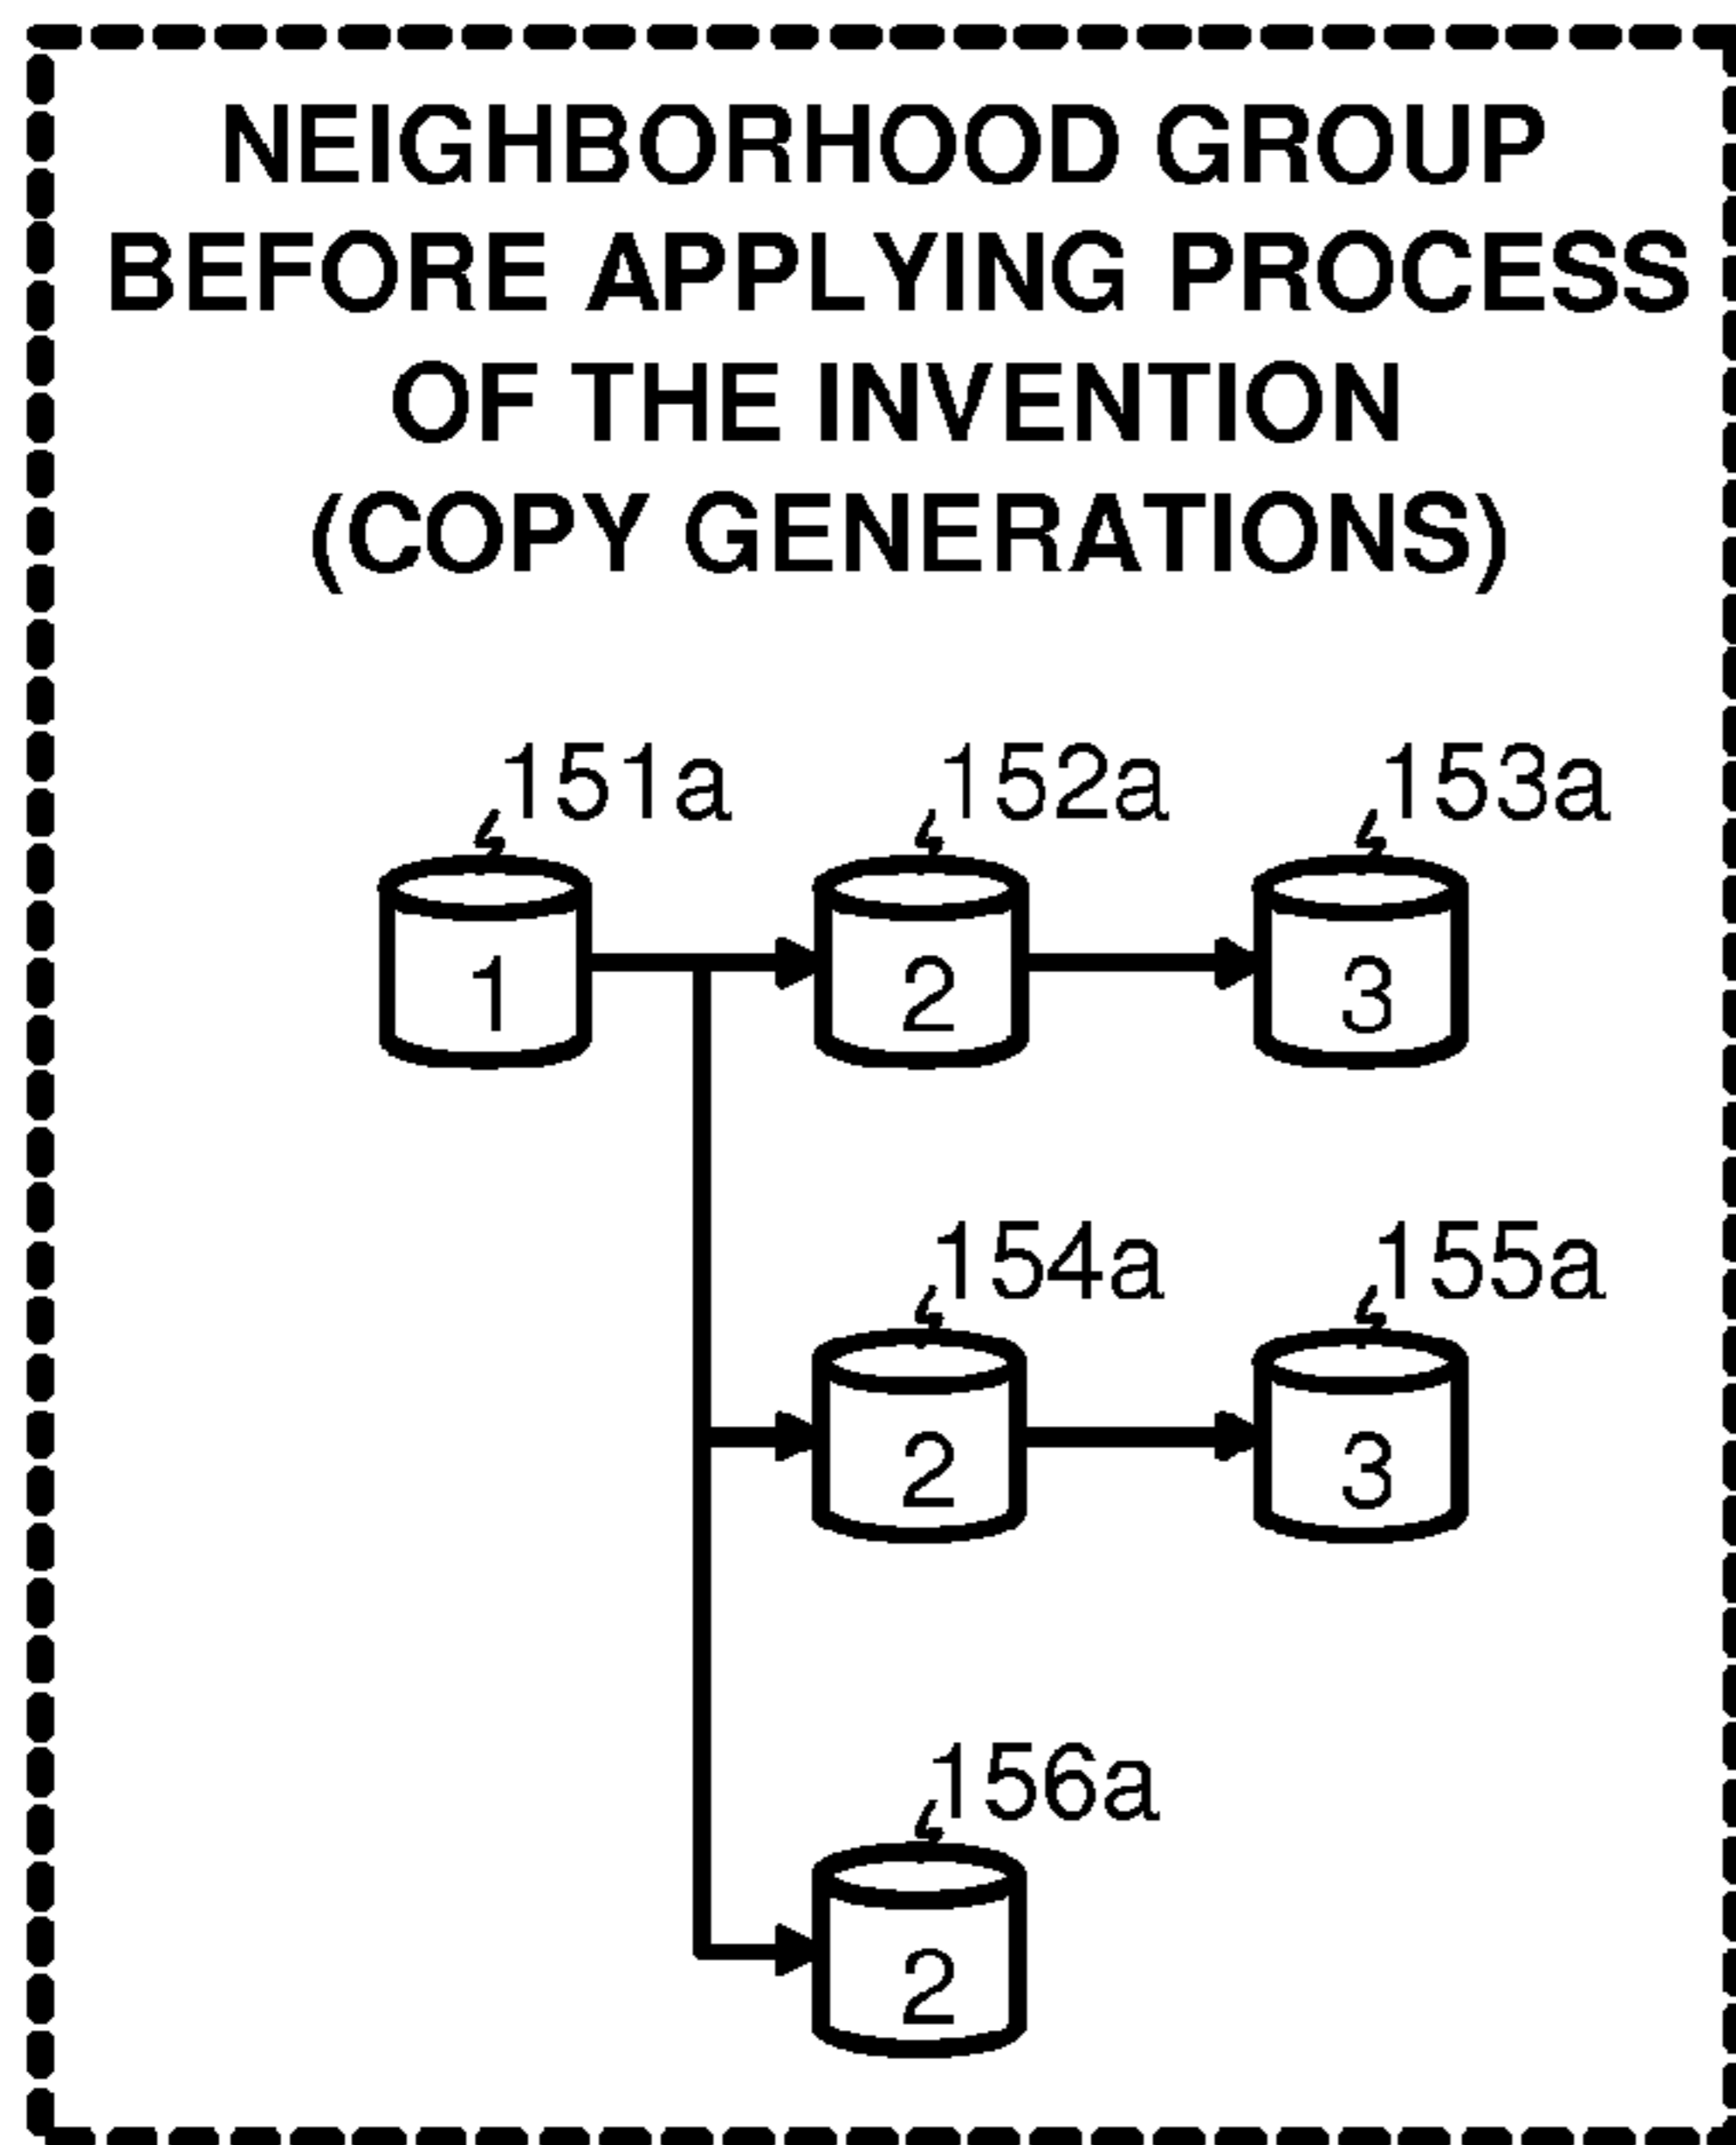 NEIGHBORHOOD GROUP
BEFORE APPLYING PROCESS
OF THE INVENTION
(COPY GENERATIONS)
151a 152a 153a
1 2 3
154a 155a
2 3
156a
2